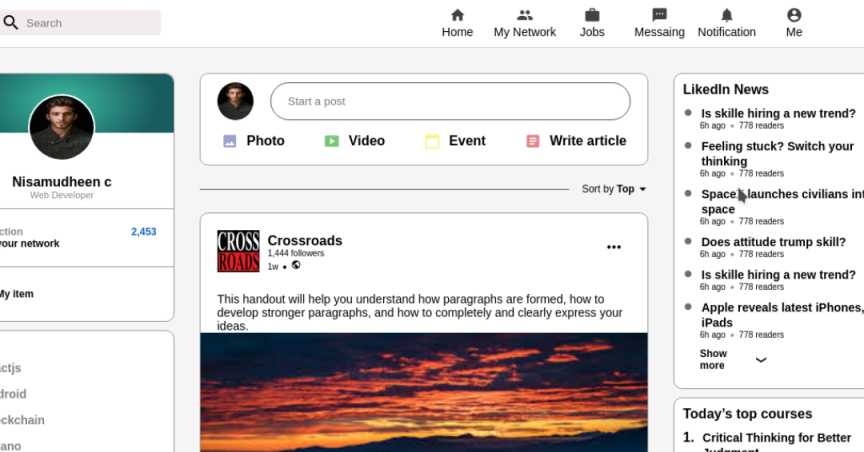 Search
Home
My Network
Jobs
Messaing
Notification
Me
Nisamudheen c
Web Developer
ction
2,453
your network
My item
actjs
droid
ckchain
ano
Start a post
Photo
Video
Event
Write article
Sort by Top
CROSS
ROADS
Crossroads
1,444 followers
1w
This handout will help you understand how paragraphs are formed, how to
develop stronger paragraphs, and how to completely and clearly express your
ideas.
LikedIn News
Is skille hiring a new trend?
6h ago • 778 readers
Feeling stuck? Switch your
thinking
6h ago • 778 readers
launches civilians int
space
6h ago • 778 readers
Does attitude trump skill?
6h ago • 778 readers
Is skille hiring a new trend?
6h ago • 778 readers
Apple reveals latest iPhones,
iPads
6h ago • 778 readers
Show
more
Today's top courses
1. Critical Thinking for Better
Judgment